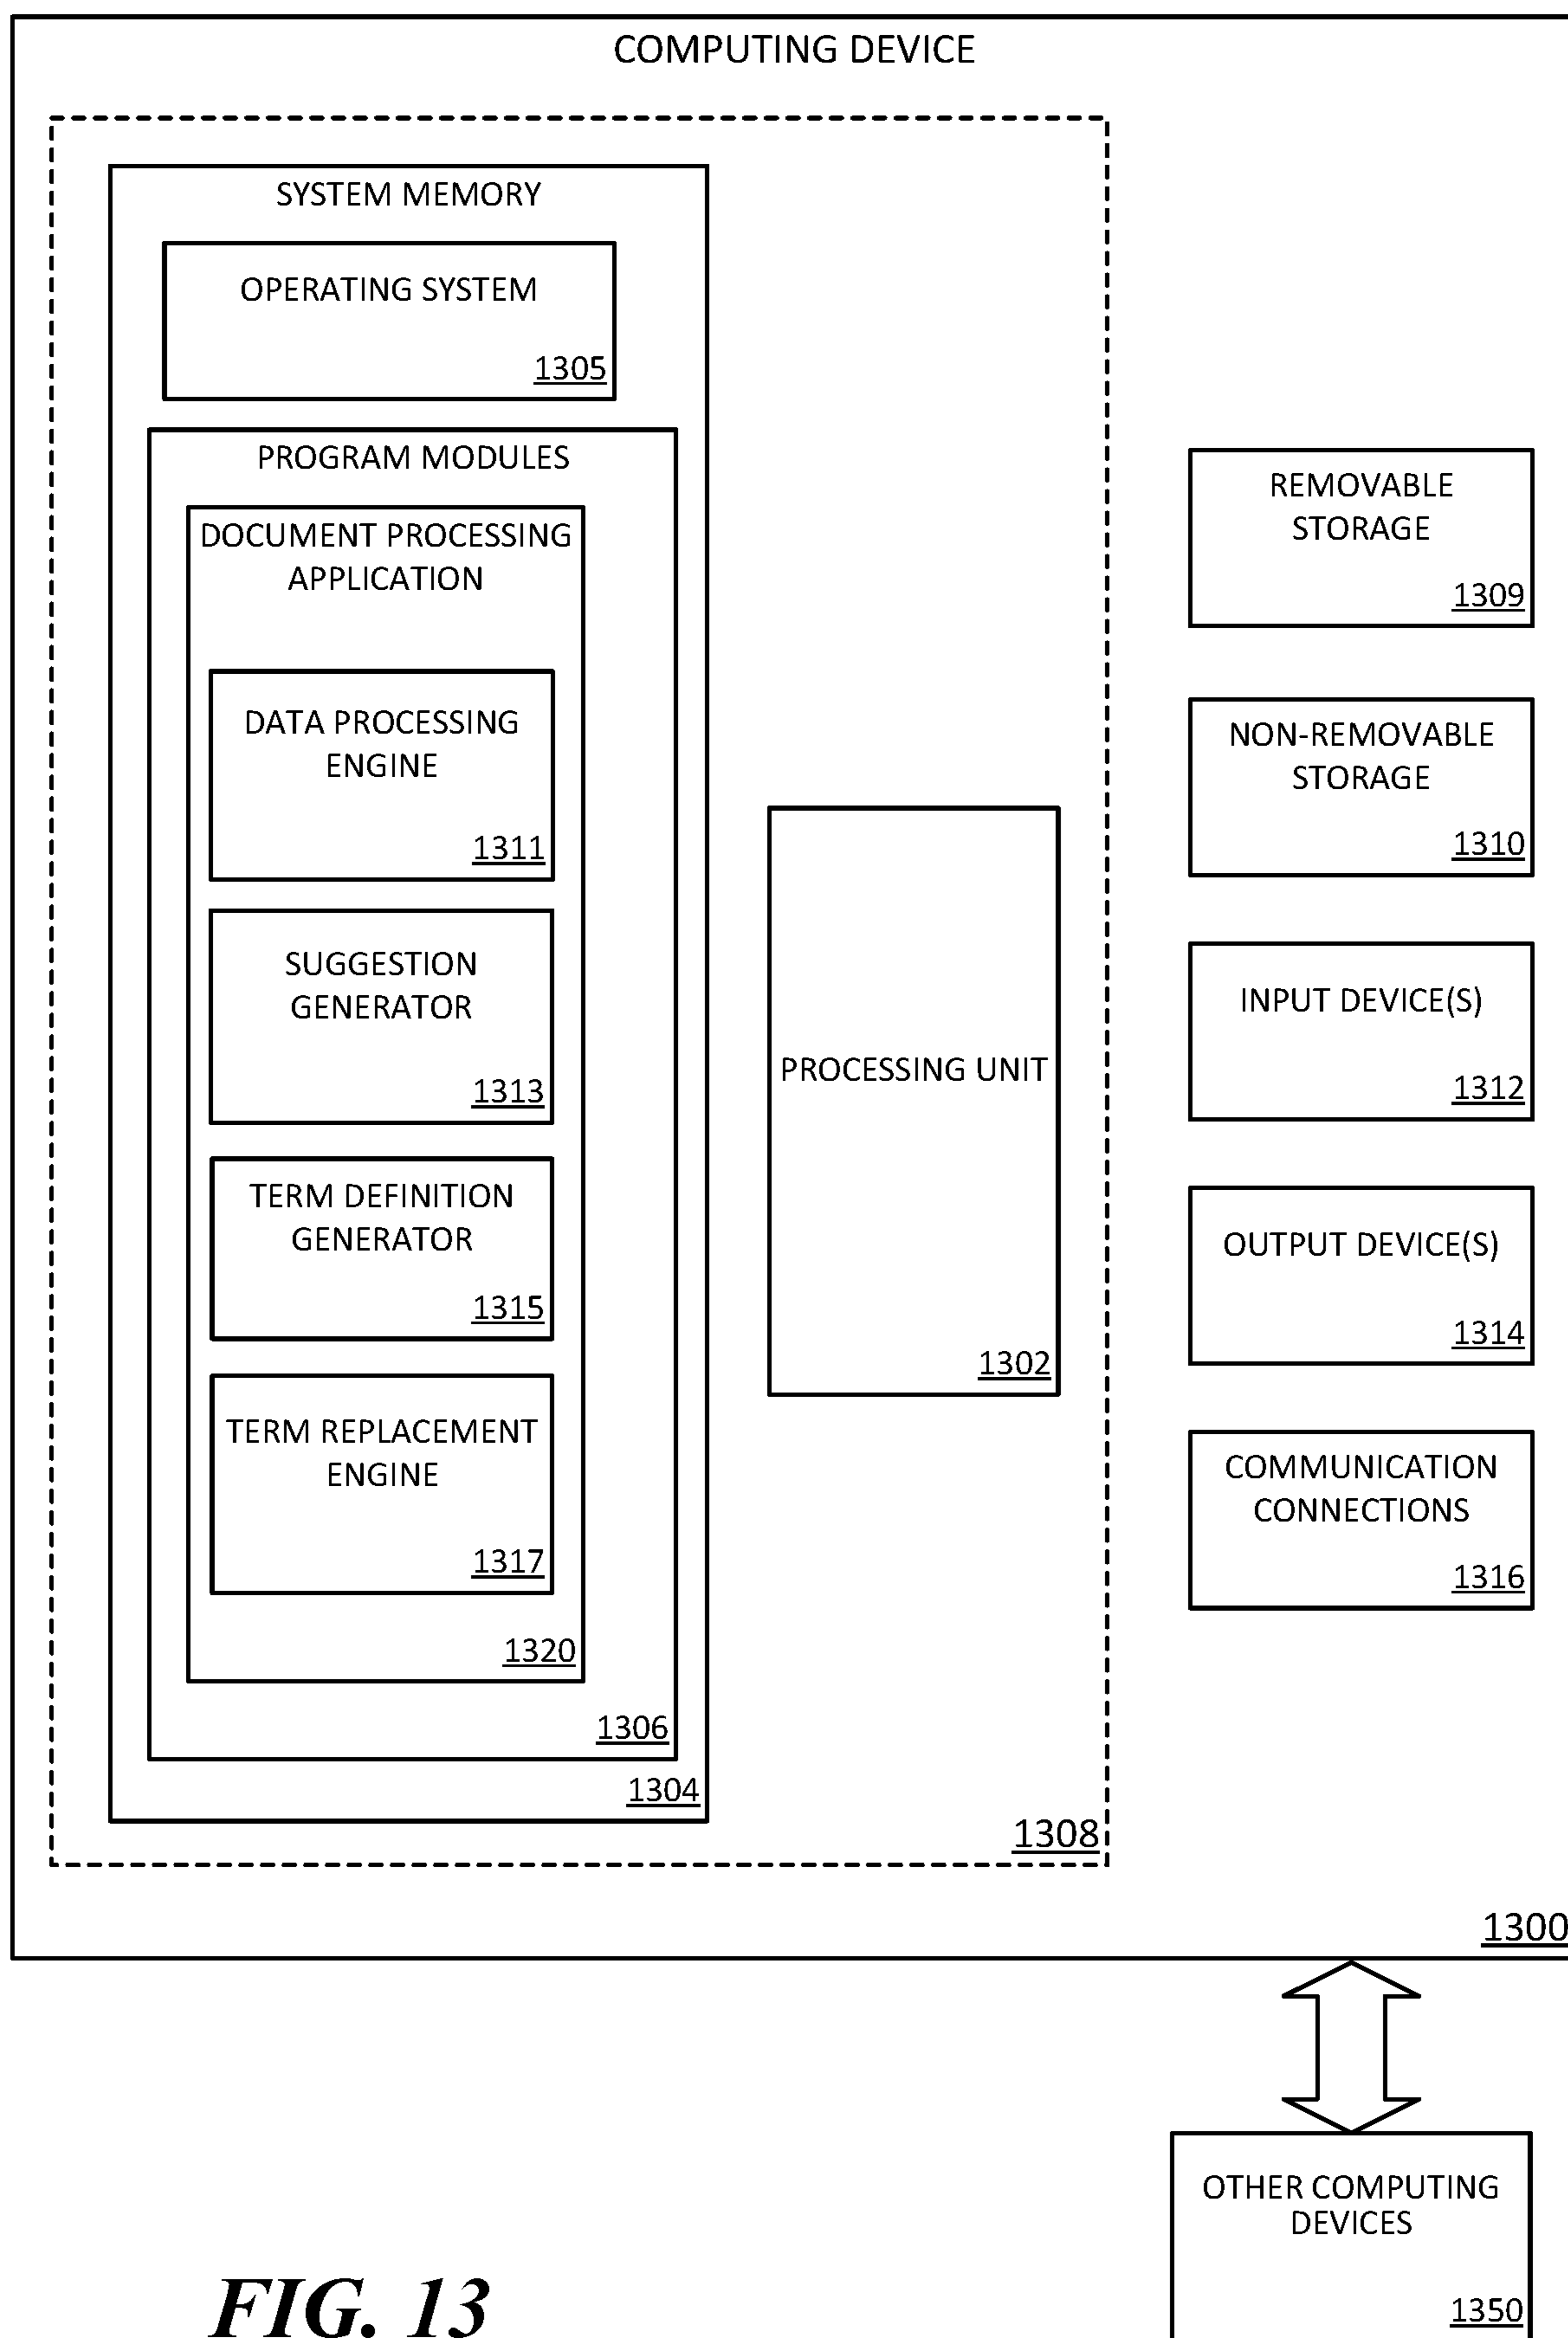 COMPUTING DEVICE
SYSTEM MEMORY
OPERATING SYSTEM
1305
PROGRAM MODULES
DOCUMENT PROCESSING
APPLICATION
DATA PROCESSING
ENGINE
1311
SUGGESTION
GENERATOR
1313
TERM DEFINITION
GENERATOR
1315
TERM REPLACEMENT
ENGINE
1317
1320
1306
1304
PROCESSING UNIT
1302
1308
REMOVABLE
STORAGE
1309
NON-REMOVABLE
STORAGE
1310
INPUT DEVICE(S)
1312
OUTPUT DEVICE(S)
1314
COMMUNICATION
CONNECTIONS
1316
1300
OTHER COMPUTING
DEVICES
1350
FIG. 13